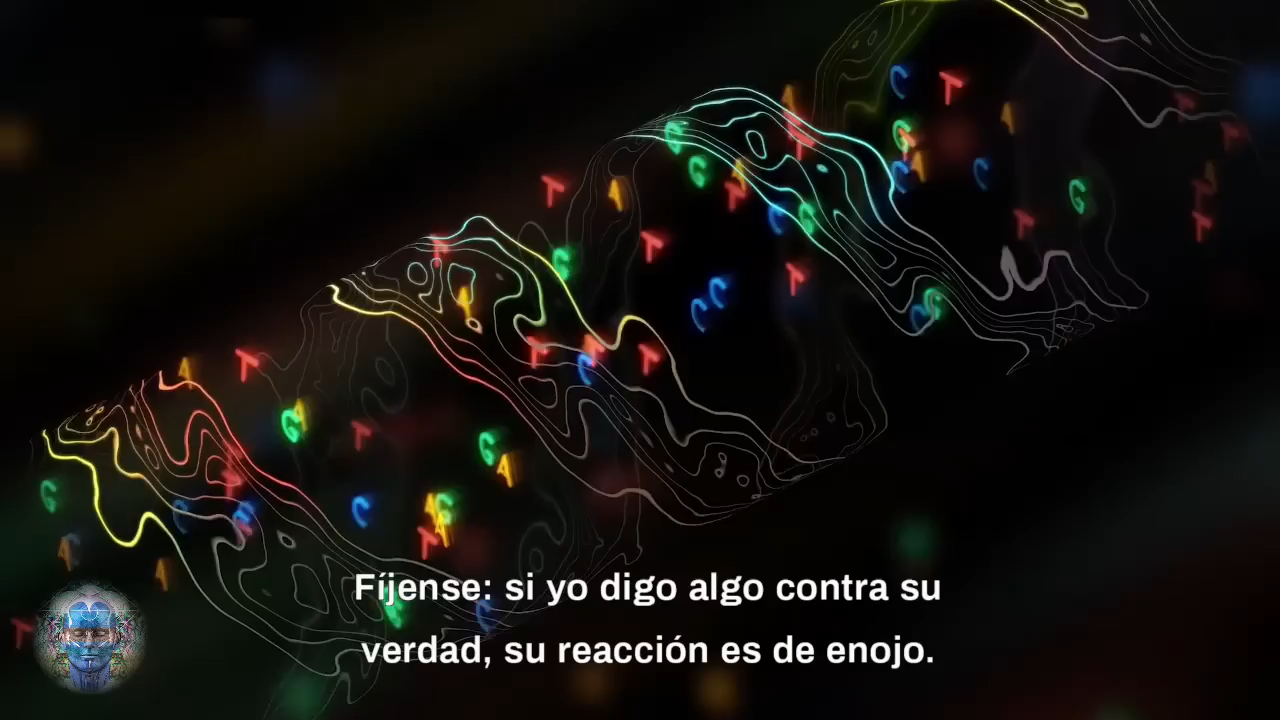 Fíjense: si yo digo algo contra su
verdad, su reacción es de enojo.